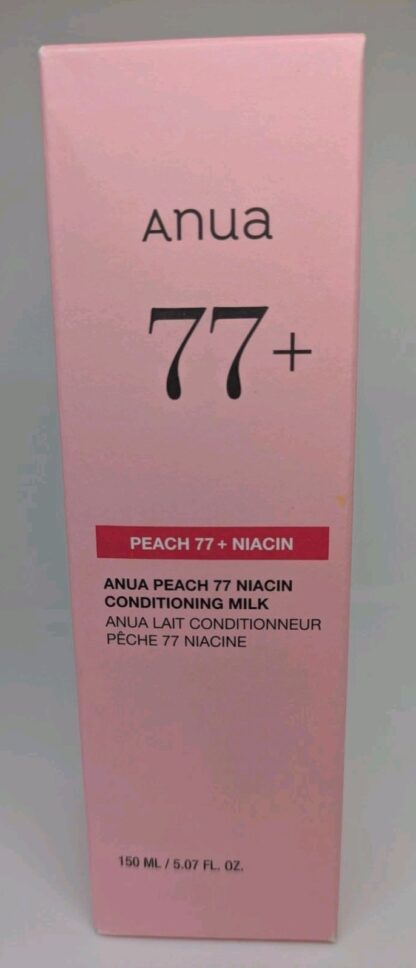 Anua
77+
PEACH 77 + NIACIN
ANUA PEACH 77 NIACIN
CONDITIONING MILK
ANUA LAIT CONDITIONNEUR
PÊCHE 77 NIACINE
150 ML / 5.07 FL. OZ.